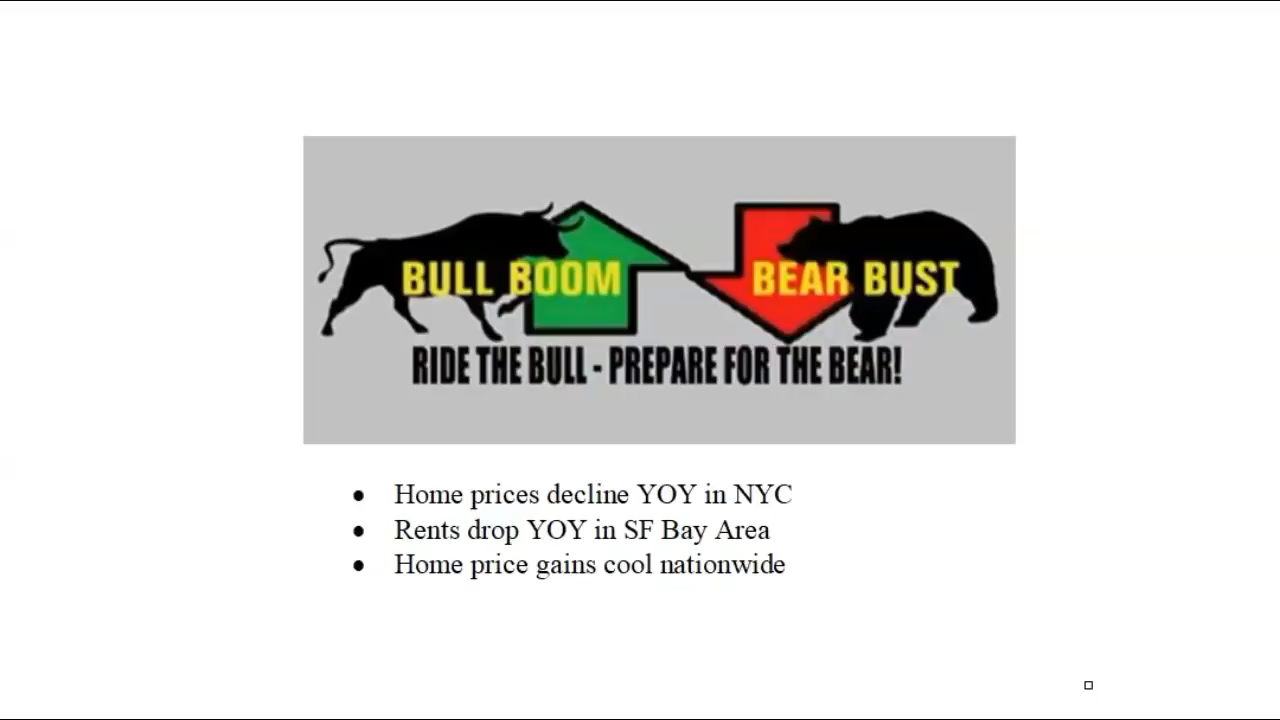 BULL BOOM BEAR BUST
RIDE THE BULL - PREPARE FOR THE BEAR!
• Home prices decline YOY in NYC
• Rents drop YOY in SF Bay Area
• Home price gains cool nationwide